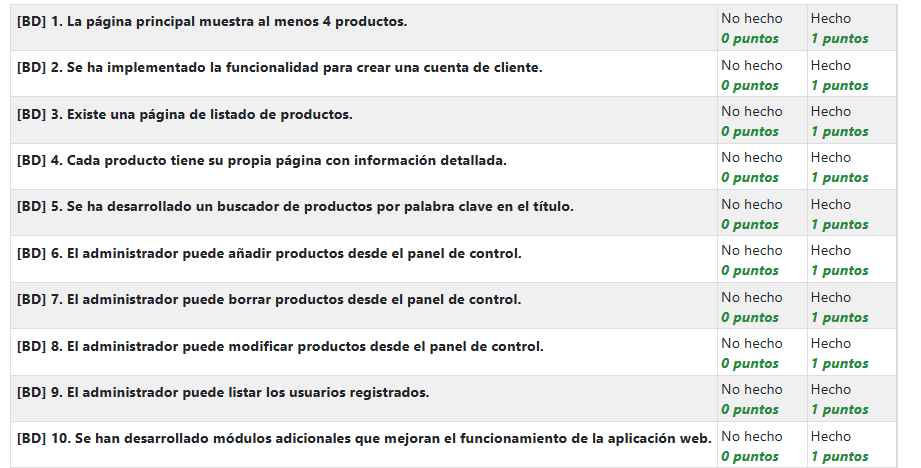 [BD] 1. La página principal muestra al menos 4 productos. No hecho Hecho
0 puntos 1 puntos
[BD] 2. Se ha implementado la funcionalidad para crear una cuenta de cliente. No hecho Hecho
0 puntos 1 puntos
[BD] 3. Existe una página de listado de productos. No hecho Hecho
0 puntos 1 puntos
[BD] 4. Cada producto tiene su propia página con información detallada. No hecho Hecho
0 puntos 1 puntos
[BD] 5. Se ha desarrollado un buscador de productos por palabra clave en el título. No hecho Hecho
0 puntos 1 puntos
[BD] 6. El administrador puede añadir productos desde el panel de control. No hecho Hecho
0 puntos 1 puntos
[BD] 7. El administrador puede borrar productos desde el panel de control. No hecho Hecho
0 puntos 1 puntos
[BD] 8. El administrador puede modificar productos desde el panel de control. No hecho Hecho
0 puntos 1 puntos
[BD] 9. El administrador puede listar los usuarios registrados. No hecho Hecho
0 puntos 1 puntos
[BD] 10. Se han desarrollado módulos adicionales que mejoran el funcionamiento de la aplicación web. No hecho Hecho
0 puntos 1 puntos